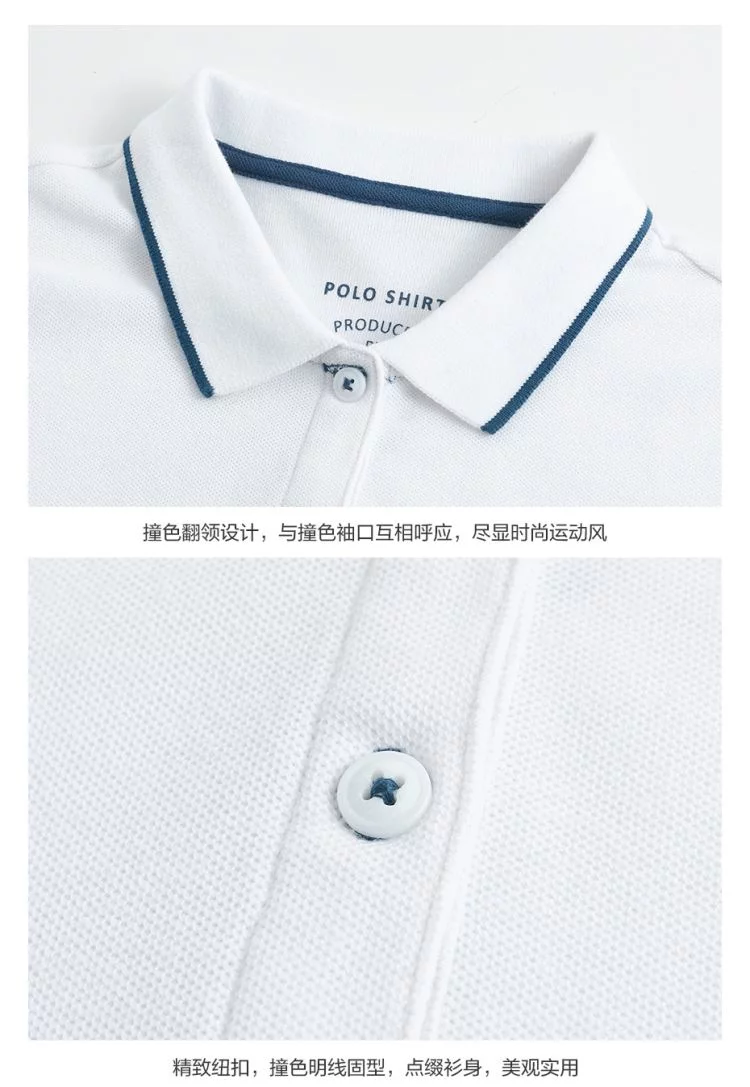 POLO SHIRT
撞色翻领设计，与撞色袖口互相呼应，尽显时尚运动风
精致纽扣，撞色明线固型，点缀衫身，美观实用